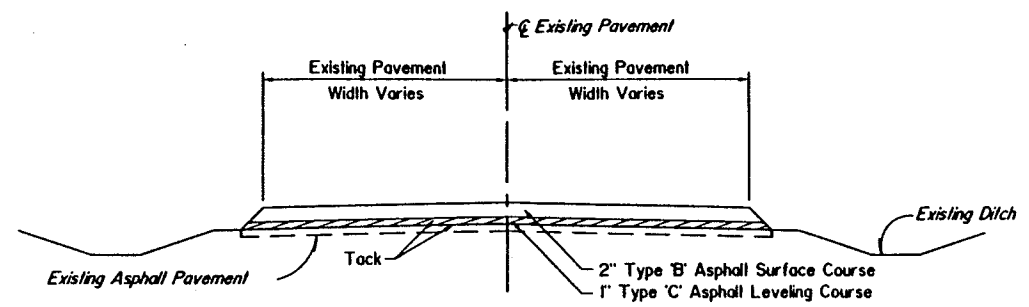 ℄ Existing Pavement
Existing Pavement
Width Varies
Existing Pavement
Width Varies
Existing Ditch
Tack
Existing Asphalt Pavement
2" Type 'B' Asphalt Surface Course
1" Type 'C' Asphalt Leveling Course